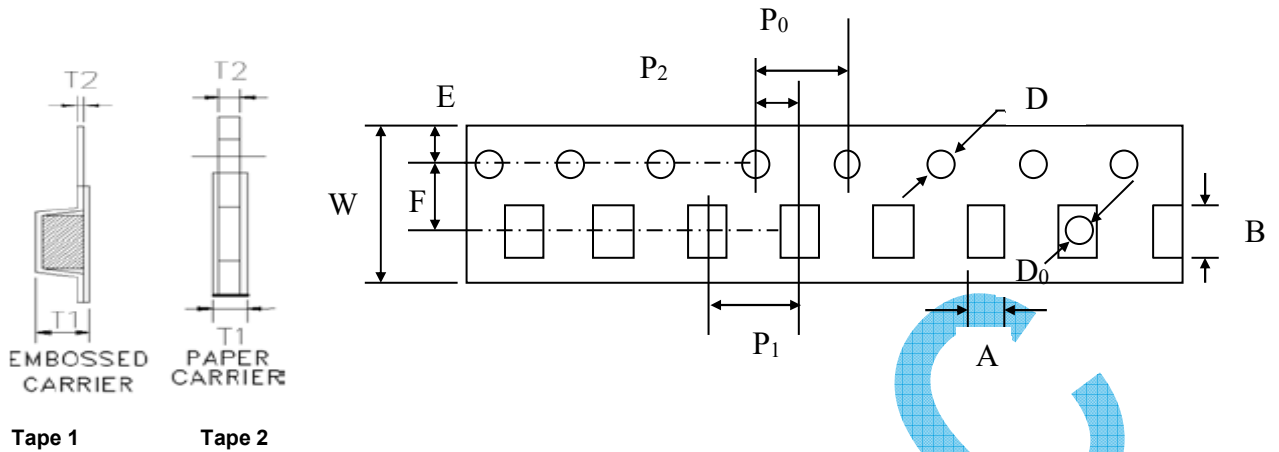 T2
T1
EMBOSSED
CARRIER
Tape 1
T2
T1
PAPER
CARRIER
Tape 2
P0
P2
E
D
W
F
B
D0
P1
A